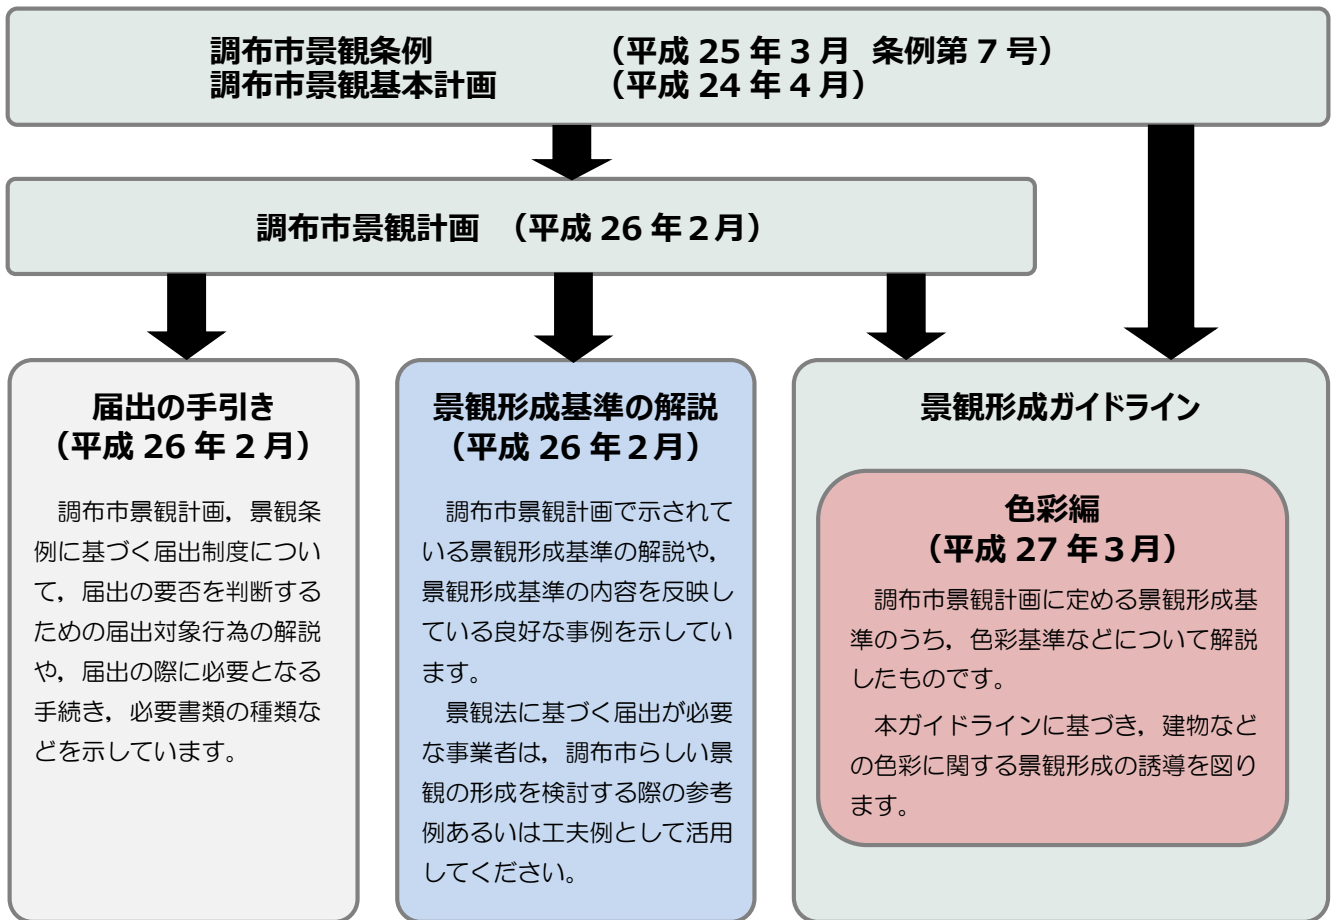 調布市景観条例 （平成 25 年 3 月 条例第 7 号）
調布市景観基本計画 （平成 24 年 4 月）
調布市景観計画 （平成 26 年 2 月）
届出の手引き
（平成 26 年 2 月）
調布市景観計画，景観条
例に基づく届出制度につい
て，届出の要否を判断する
ための届出対象行為の解説
や，届出の際に必要となる
手続き，必要書類の種類な
どを示しています。
景観形成基準の解説
（平成 26 年 2 月）
調布市景観計画で示されて
いる景観形成基準の解説や，
景観形成基準の内容を反映し
ている良好な事例を示してい
ます。
景観法に基づく届出が必要
な事業者は，調布市らしい景
観の形成を検討する際の参考
例あるいは工夫例として活用
してください。
景観形成ガイドライン
色彩編
（平成 27 年 3 月）
調布市景観計画に定める景観形成基
準のうち，色彩基準などについて解説
したものです。
本ガイドラインに基づき，建物など
の色彩に関する景観形成の誘導を図り
ます。